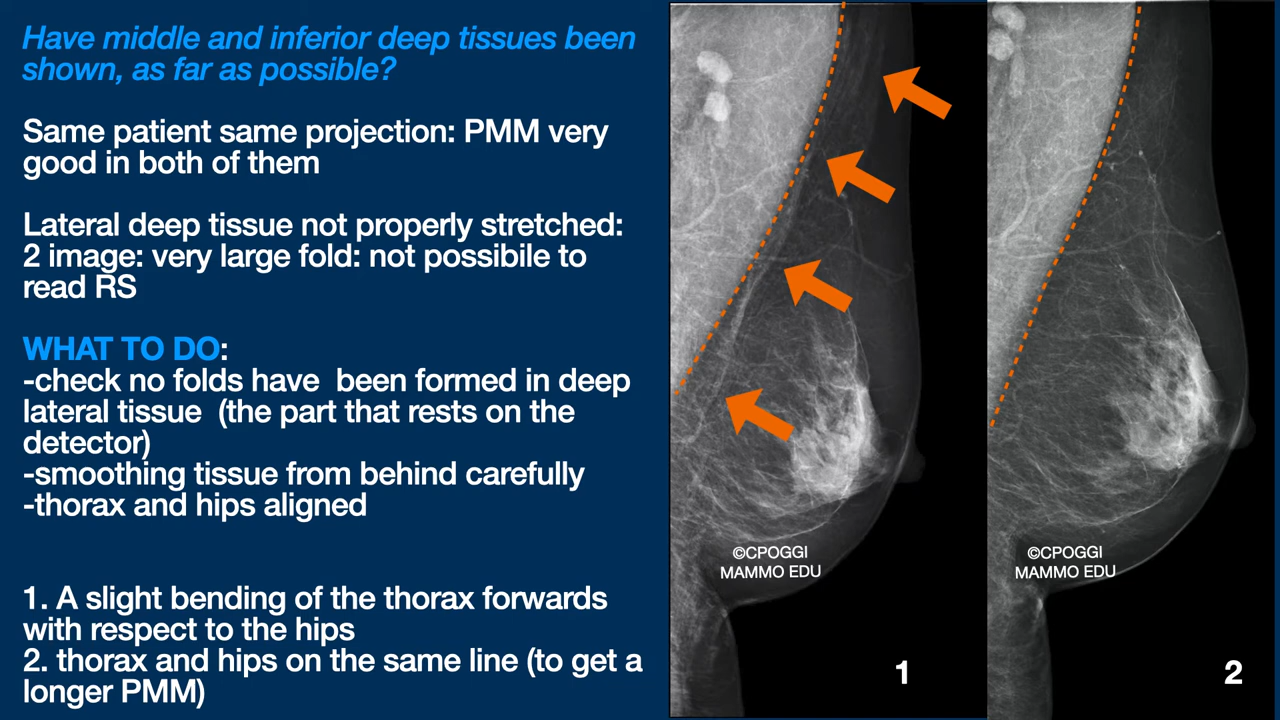 Have middle and inferior deep tissues been
shown, as far as possible?
Same patient same projection: PMM very
good in both of them
Lateral deep tissue not properly stretched:
2 image: very large fold: not possibile to
read RS
WHAT TO DO:
-check no folds have been formed in deep
lateral tissue (the part that rests on the
detector)
-smoothing tissue from behind carefully
-thorax and hips aligned
1. A slight bending of the thorax forwards
with respect to the hips
2. thorax and hips on the same line (to get a
longer PMM)
©CPOGGI
MAMMO EDU
1
©CPOGGI
MAMMO EDU
2